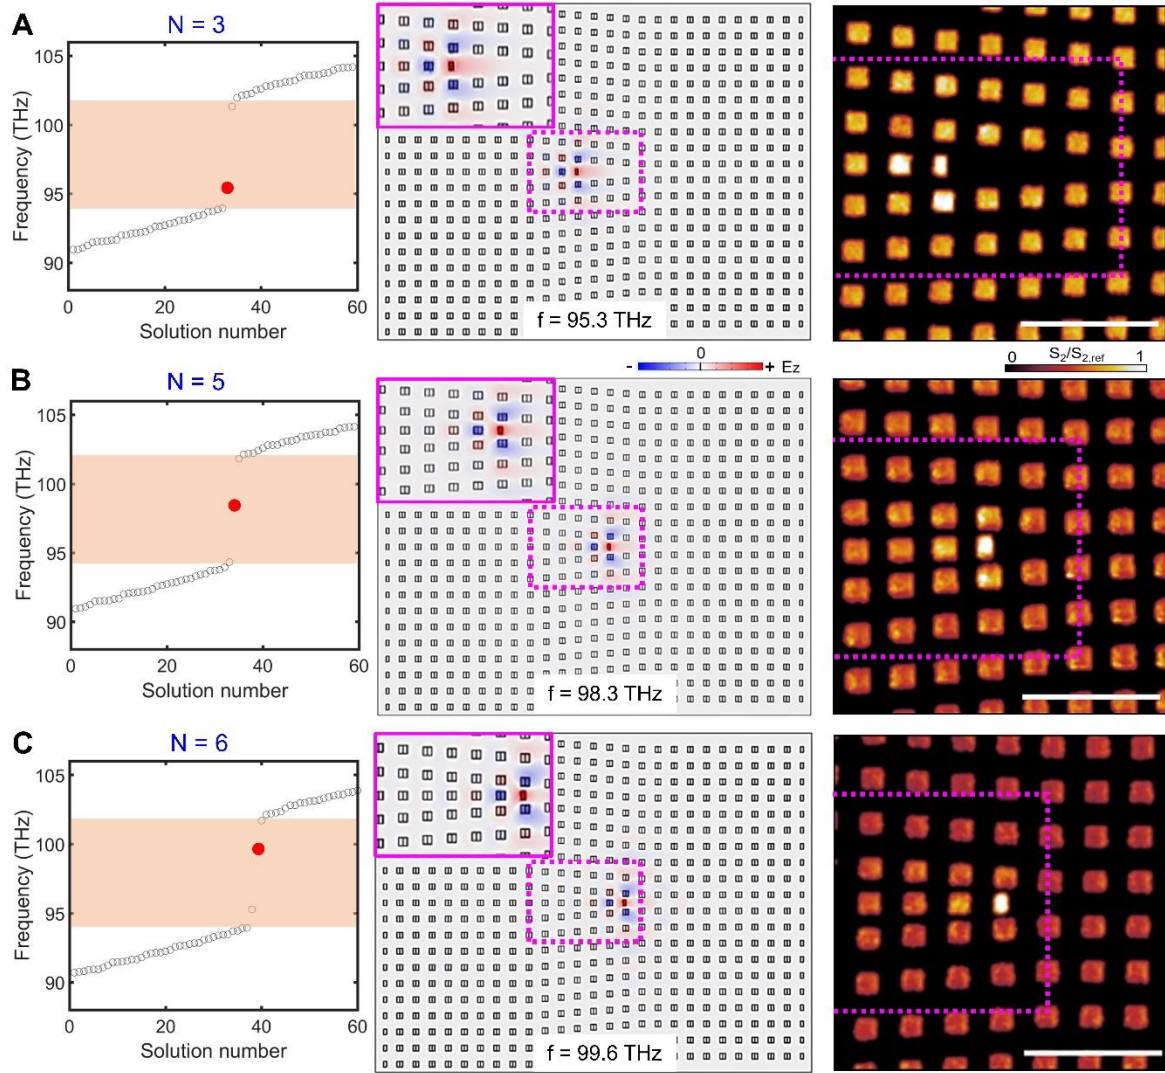 A
N = 3
Frequency (THz)
105
100
95
90
0 20 40 60
Solution number
f = 95.3 THz
B
N = 5
- 0 + Ez
0 S2/S2,ref 1
Frequency (THz)
105
100
95
90
0 20 40 60
Solution number
f = 98.3 THz
C
N = 6
Frequency (THz)
105
100
95
90
0 20 40 60
Solution number
f = 99.6 THz